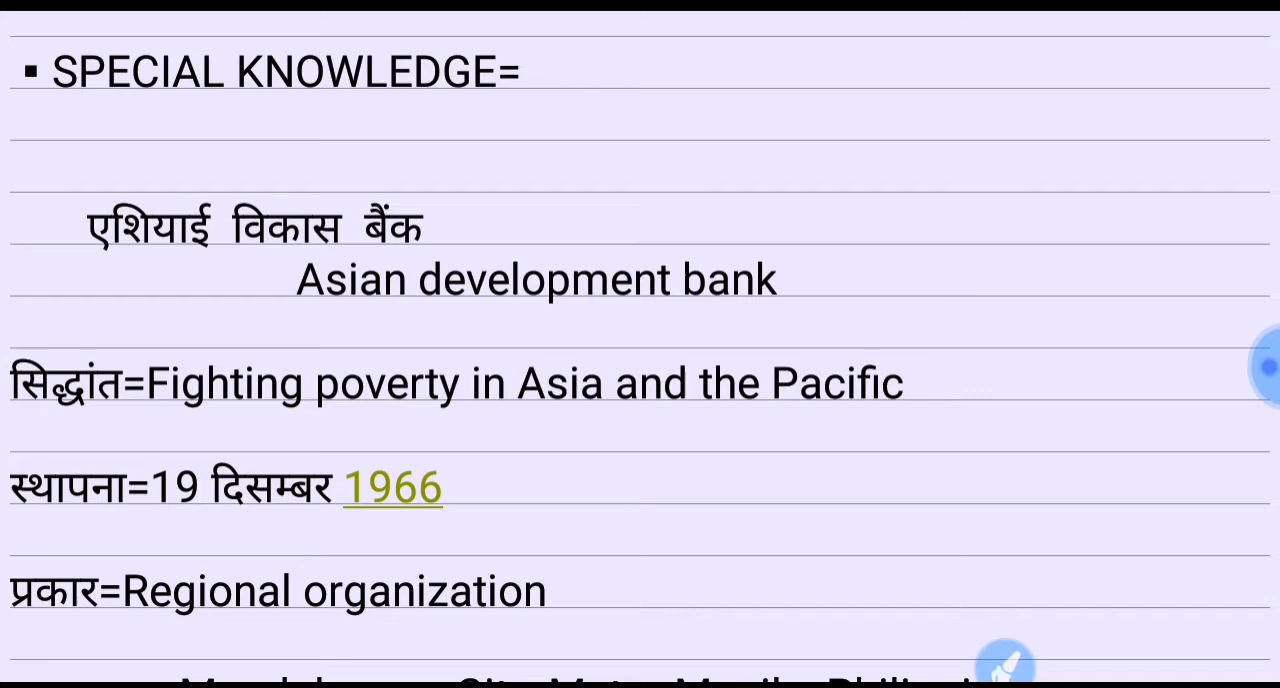 ▪ SPECIAL KNOWLEDGE=
एशियाई विकास बैंक
Asian development bank
सिद्धांत=Fighting poverty in Asia and the Pacific
स्थापना=19 दिसम्बर 1966
प्रकार=Regional organization